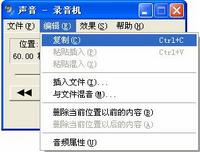 声音 - 录音机
文件(F) 编辑(E) 效果(S) 帮助(H)
复制(C) Ctrl+C
粘贴插入(P) Ctrl+V
粘贴混入(X)
位置:
60.00
插入文件(I)...
与文件混音(M)...
删除当前位置以前的内容(B)
删除当前位置以后的内容(A)
音频属性(U)